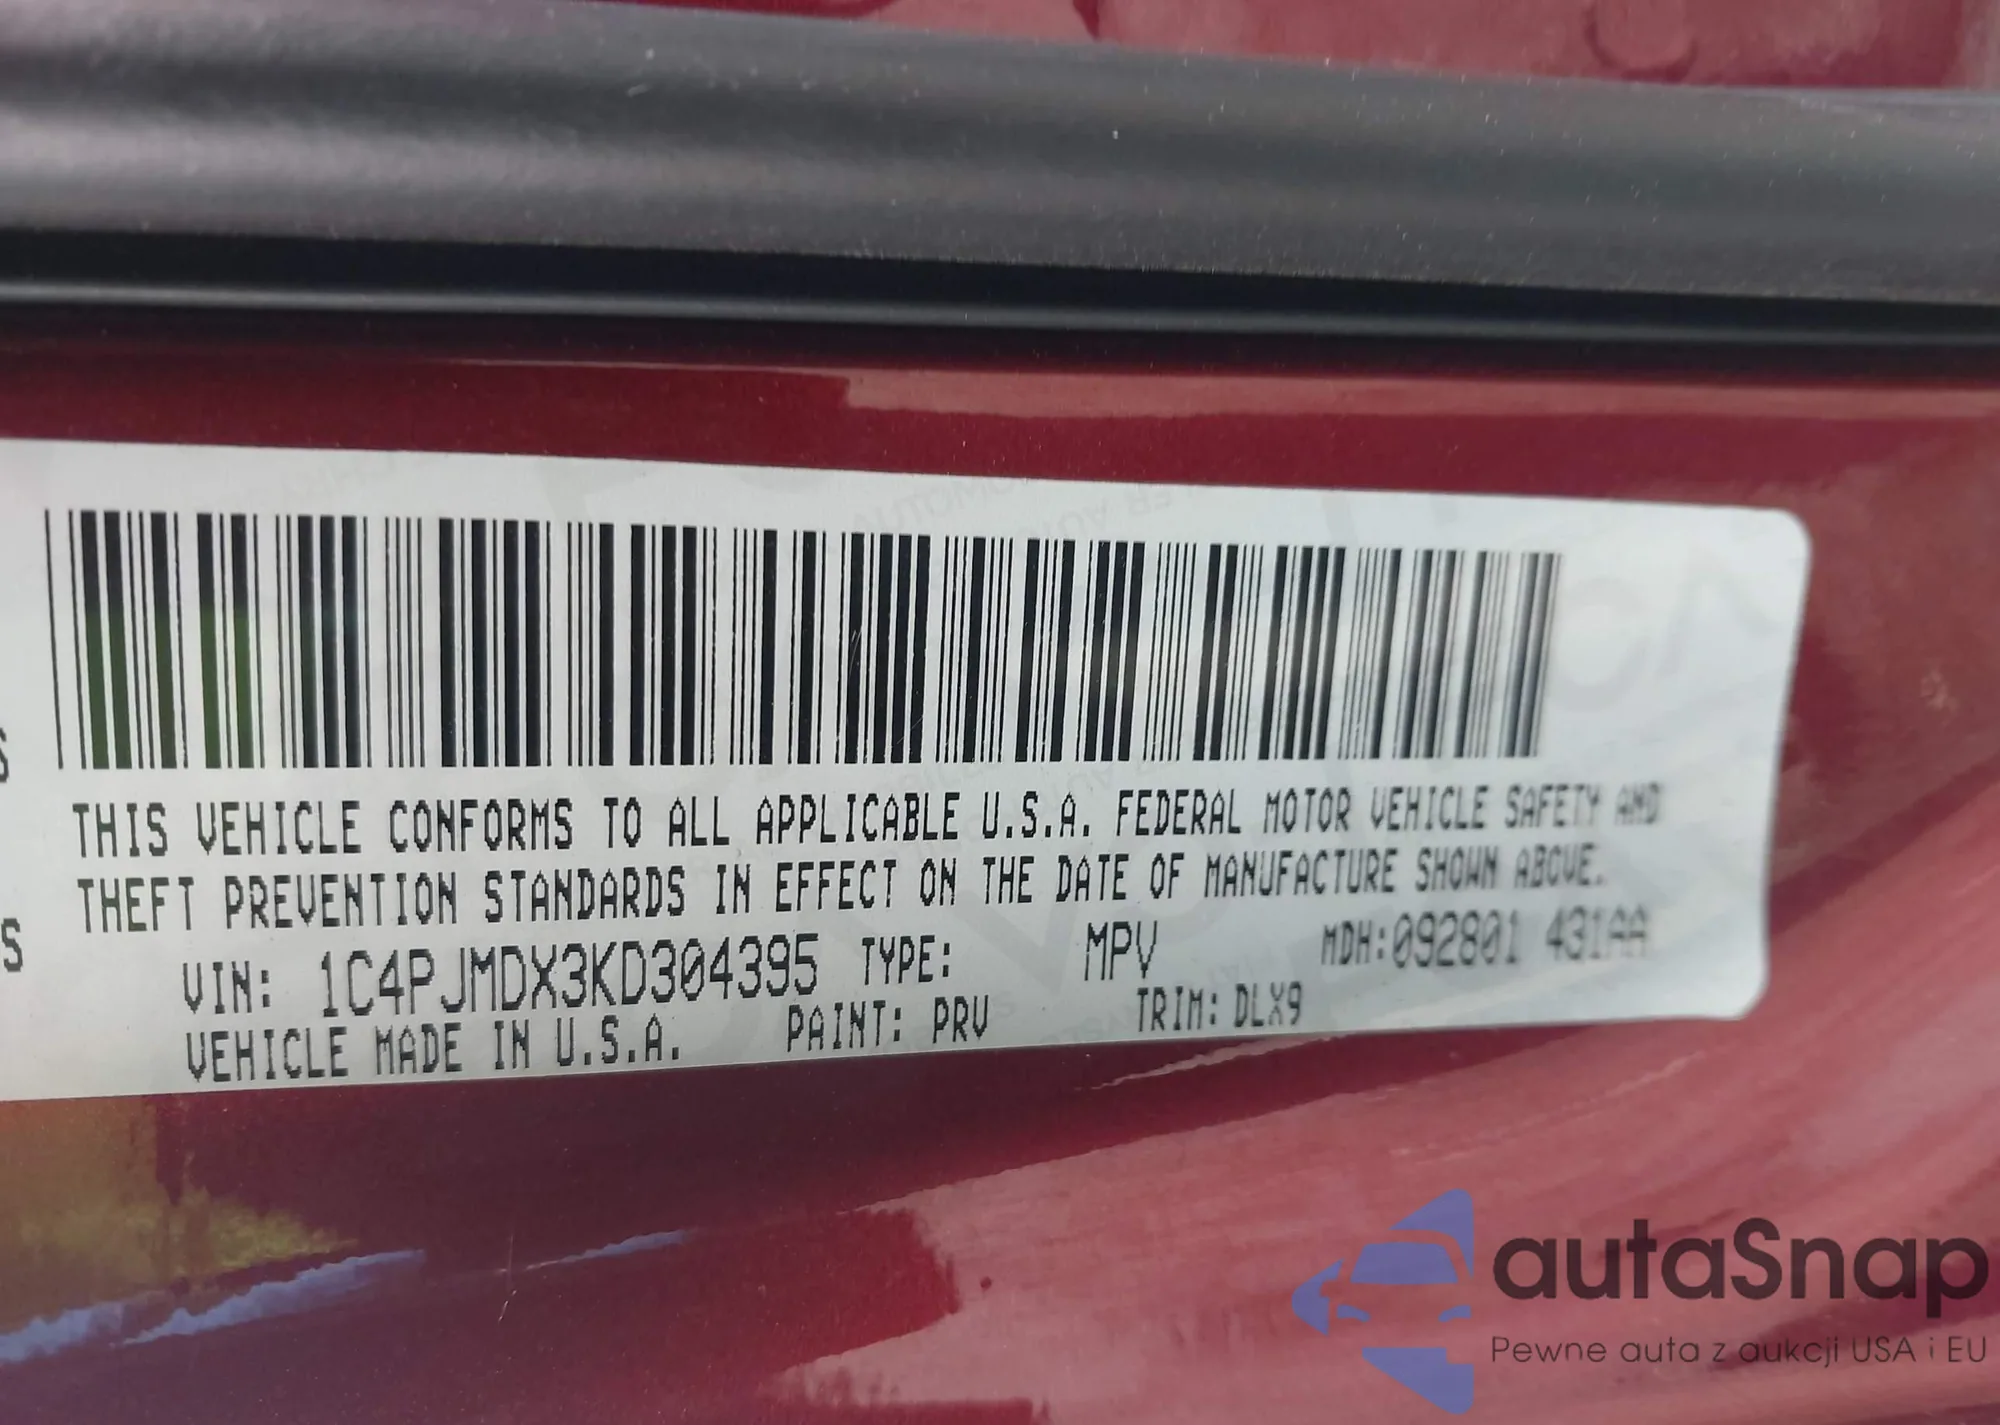 S
THIS VEHICLE CONFORMS TO ALL APPLICABLE U.S.A. FEDERAL MOTOR VEHICLE SAFETY AND
THEFT PREVENTION STANDARDS IN EFFECT ON THE DATE OF MANUFACTURE SHOWN ABOVE.
S
VIN: 1C4PJMDX3KD304395 TYPE: MPV MDH:092801 431AA
VEHICLE MADE IN U.S.A. PAINT: PRV TRIM: DLX9
autaSnap
Pewne auta z aukcji USA i EU